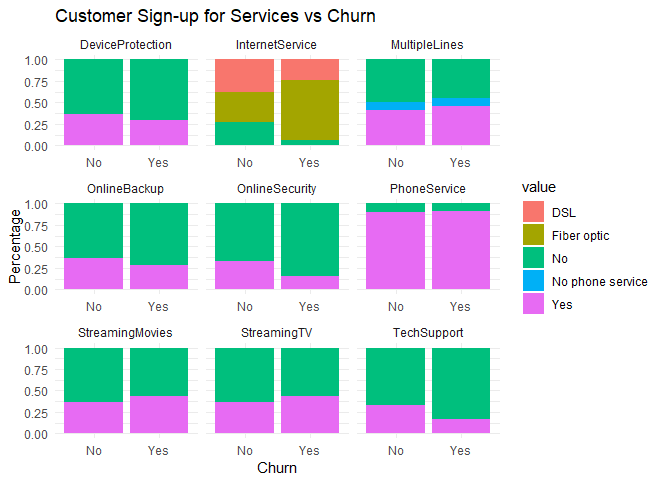 Customer Sign-up for Services vs Churn
DeviceProtection InternetService MultipleLines
1.00
0.75
0.50
0.25
0.00
No Yes No Yes No Yes
OnlineBackup OnlineSecurity PhoneService
1.00
0.75
0.50
0.25
0.00
No Yes No Yes No Yes
StreamingMovies StreamingTV TechSupport
1.00
0.75
0.50
0.25
0.00
No Yes No Yes No Yes
Percentage
Churn
value
DSL
Fiber optic
No
No phone service
Yes